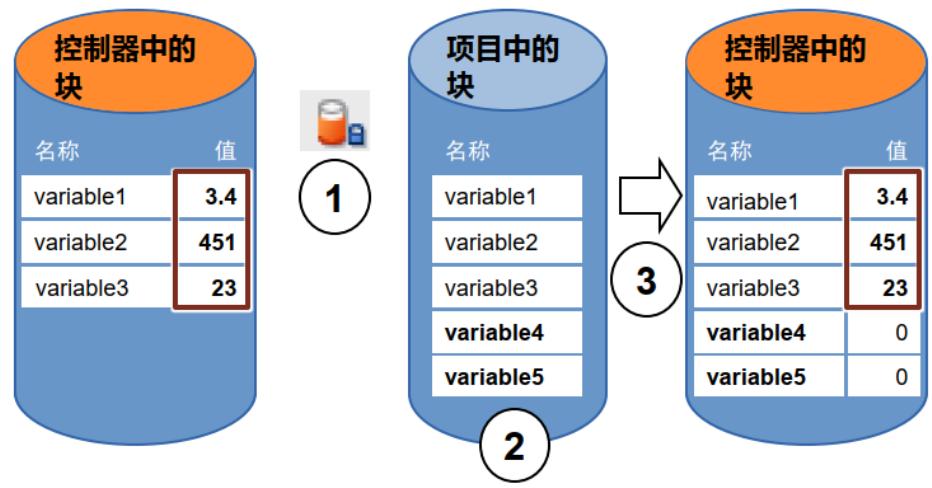 控制器中的
块
名称 值
variable1 3.4
variable2 451
variable3 23
1
项目中的
块
名称
variable1
variable2
variable3
variable4
variable5
2
3
控制器中的
块
名称 值
variable1 3.4
variable2 451
variable3 23
variable4 0
variable5 0